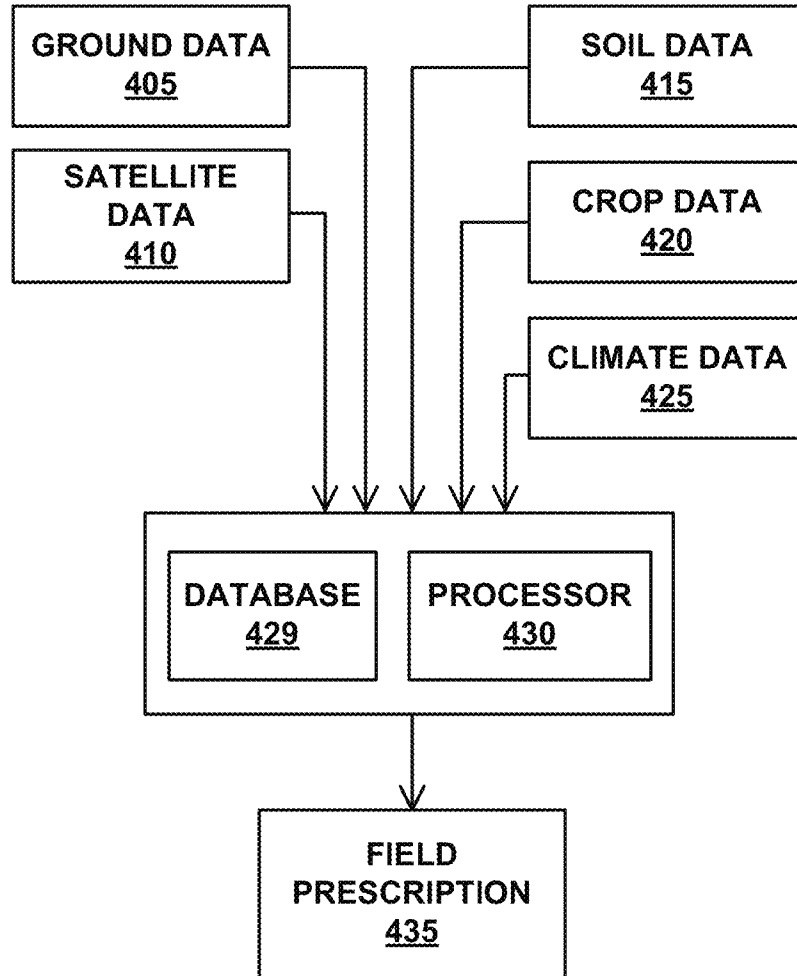 GROUND DATA
405
SATELLITE
DATA
410
SOIL DATA
415
CROP DATA
420
CLIMATE DATA
425
DATABASE
429
PROCESSOR
430
FIELD
PRESCRIPTION
435